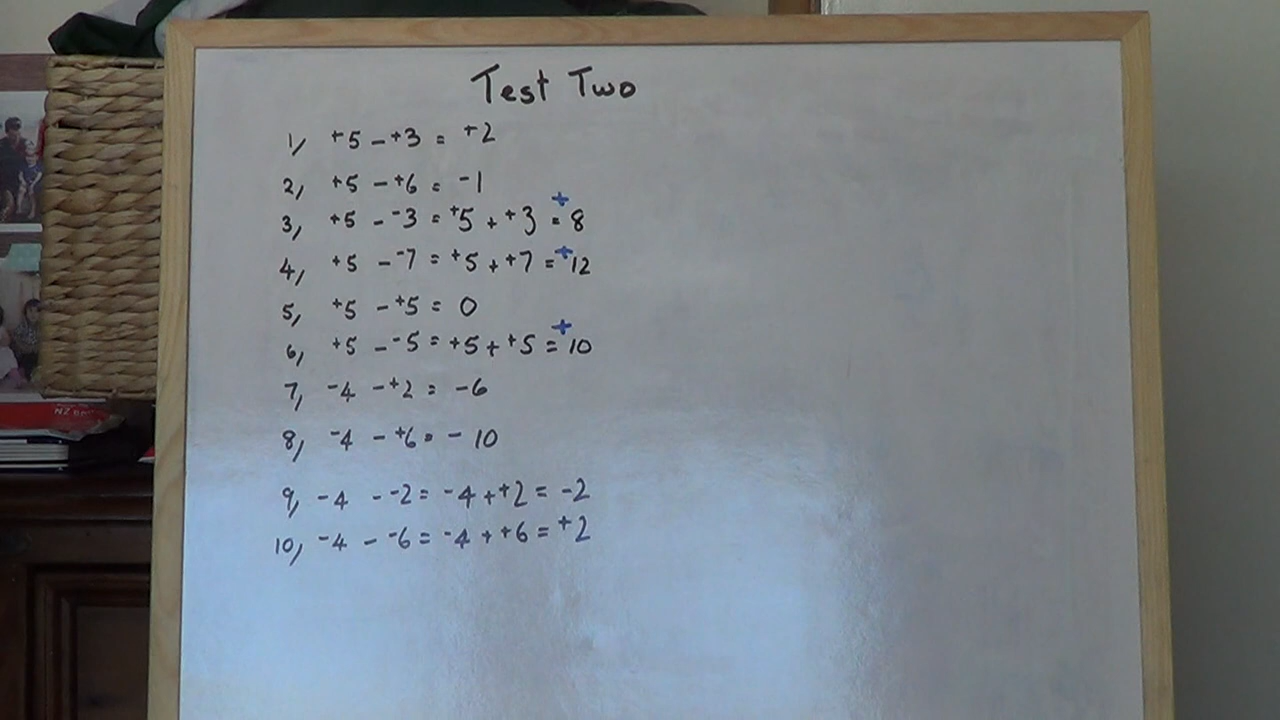 Test Two
1, +5 - +3 = +2
2, +5 - +6 = -1
3, +5 - -3 = +5 + +3 = +8
4, +5 - -7 = +5 + +7 = +12
5, +5 - +5 = 0
6, +5 - -5 = +5 + +5 = +10
7, -4 - +2 = -6
8, -4 - +6 = - 10
9, -4 - -2 = -4 + +2 = -2
10, -4 - -6 = -4 + +6 = +2